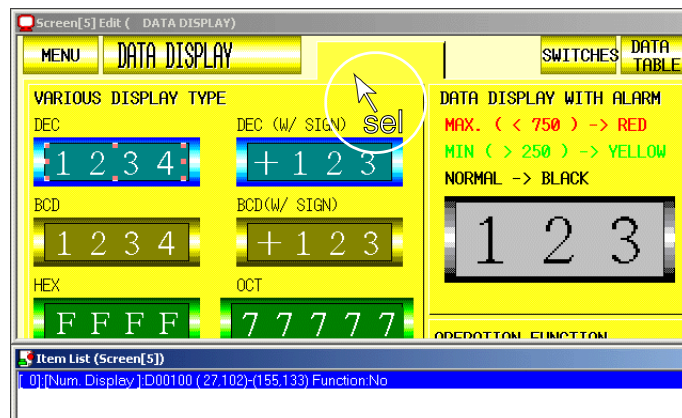 Screen[5] Edit ( DATA DISPLAY)
MENU DATA DISPLAY SWITCHES DATA TABLE
VARIOUS DISPLAY TYPE
DEC DEC (W/ SIGN)
1 2 3 4 +1 2 3
BCD BCD(W/ SIGN)
1 2 3 4 +1 2 3
HEX OCT
F F F F 7 7 7 7 7
sel
DATA DISPLAY WITH ALARM
MAX. ( < 750 ) -> RED
MIN ( > 250 ) -> YELLOW
NORMAL -> BLACK
1 2 3
OPERATION FUNCTION
Item List (Screen[5])
[ 0]:[Num. Display ]:D00100 ( 27,102)-(155,133) Function:No